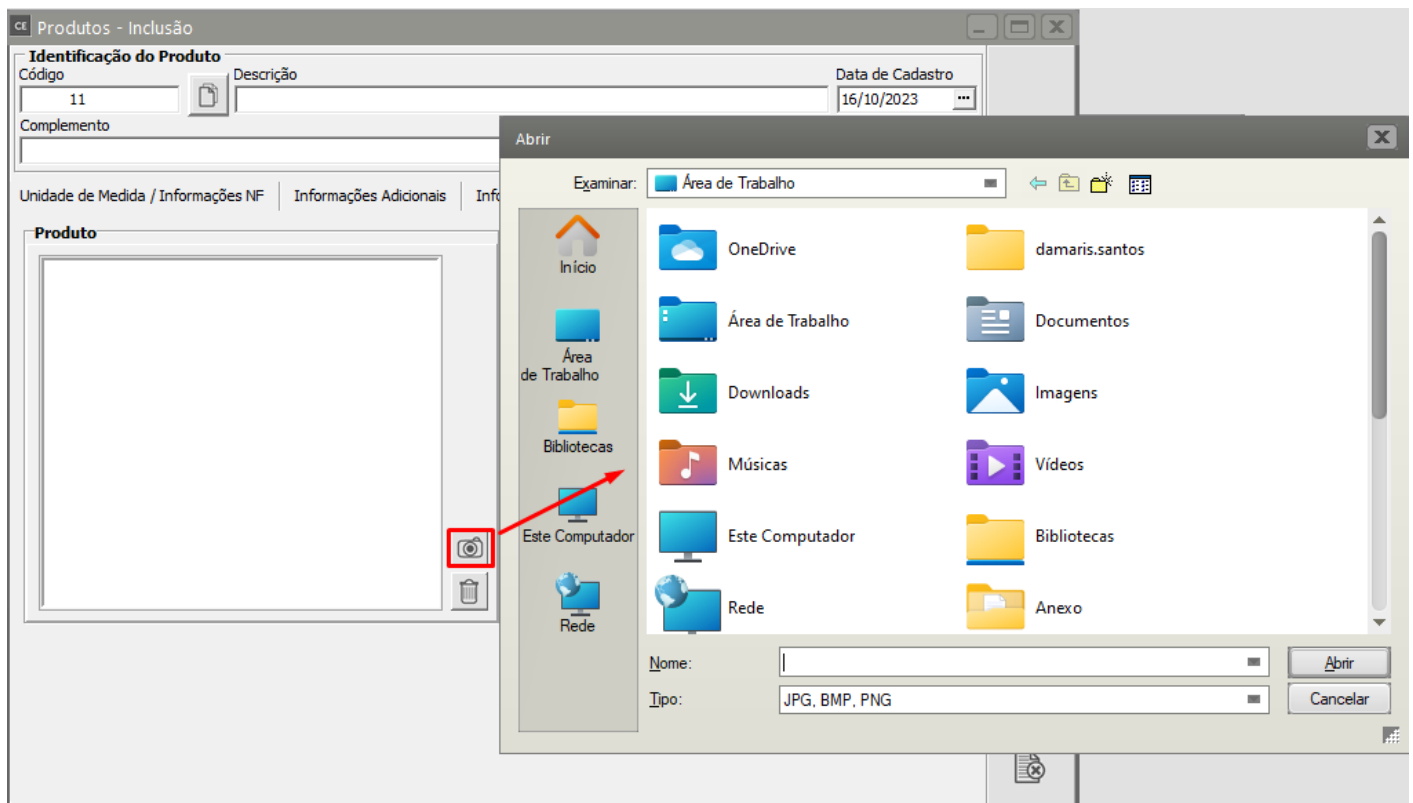 CE Produtos - Inclusão
Identificação do Produto
Código
Descrição
Data de Cadastro
11
16/10/2023
Complemento
Unidade de Medida / Informações NF
Informações Adicionais
Produto
Abrir
Examinar:
Área de Trabalho
Início
Área
de Trabalho
Bibliotecas
Este Computador
Rede
OneDrive
damaris.santos
Área de Trabalho
Documentos
Downloads
Imagens
Músicas
Vídeos
Este Computador
Bibliotecas
Rede
Anexo
Nome:
Abrir
Tipo:
JPG, BMP, PNG
Cancelar